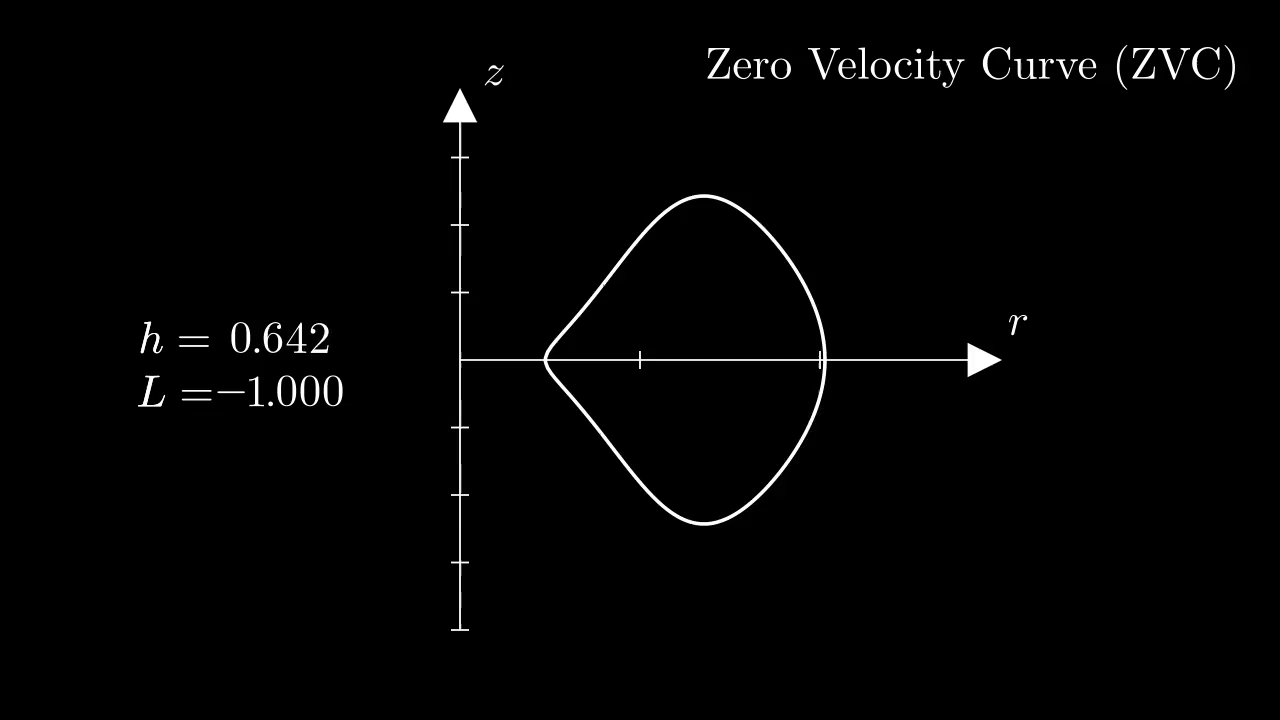 Zero Velocity Curve (ZVC)
z
r
h = 0.642
L =−1.000